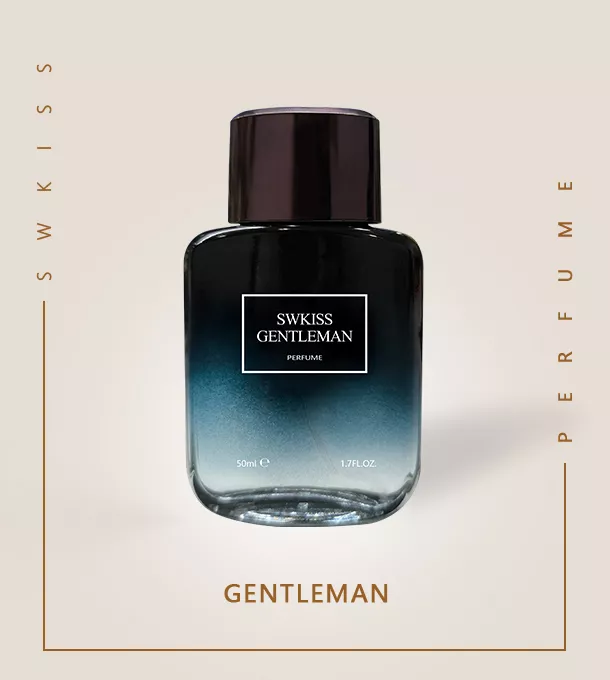 SWKISS
PERFUME
SWKISS
GENTLEMAN
PERFUME
50ml ℮
1.7FL.OZ.
GENTLEMAN